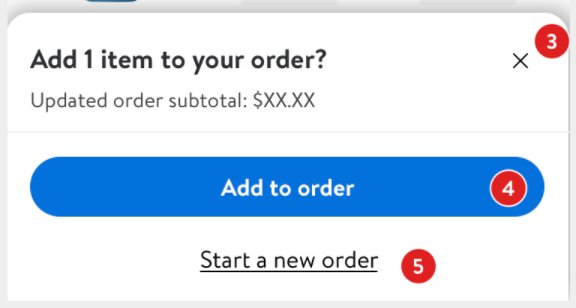 Add 1 item to your order?
3
Updated order subtotal: $XX.XX
Add to order
4
Start a new order
5